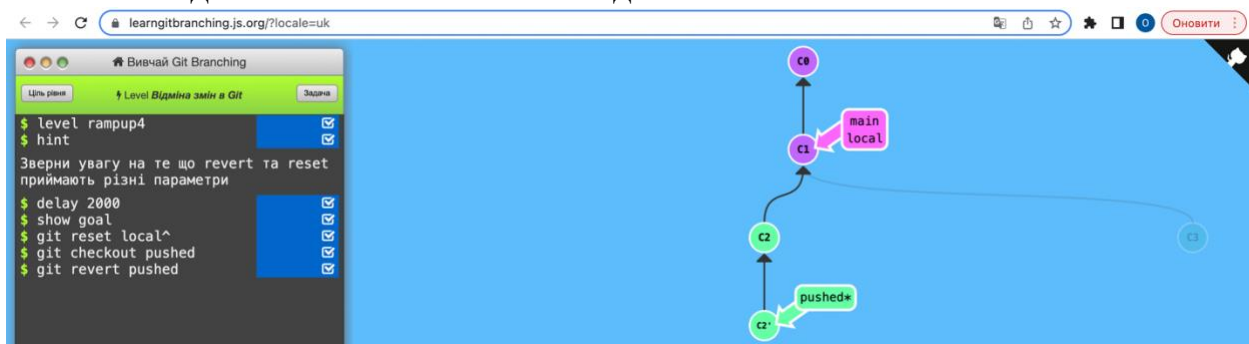 learngitbranching.js.org/?locale=uk
О
Оновити
Вивчай Git Branching
Ціль рівня
Level Відміна змін в Git
Задача
$ level rampup4
$ hint
Зверни увагу на те що revert та reset
приймають різні параметри
$ delay 2000
$ show goal
$ git reset local^
$ git checkout pushed
$ git revert pushed
C0
main
local
C1
C2
C3
pushed*
C2'